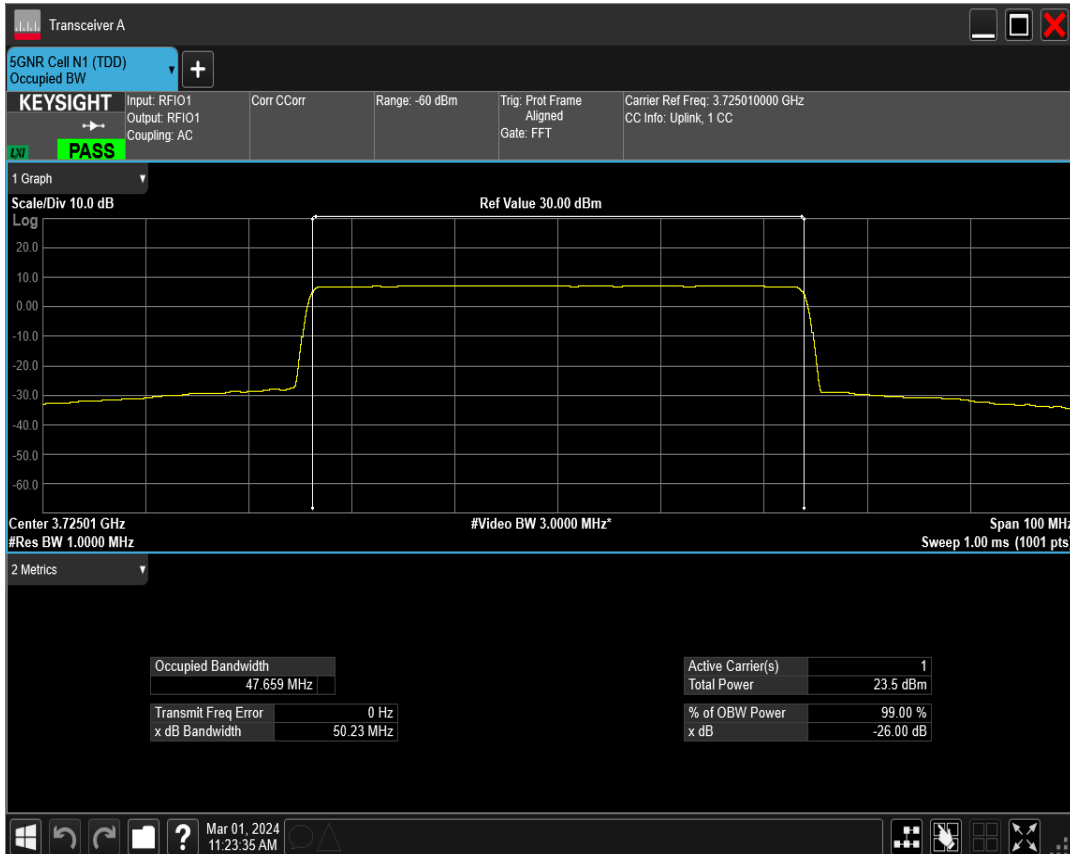 Transceiver A
5GNR Cell N1 (TDD)
Occupied BW
+
KEYSIGHT
LXI
PASS
Input: RFIO1
Output: RFIO1
Coupling: AC
Corr CCorr
Range: -60 dBm
Trig: Prot Frame
Aligned
Gate: FFT
Carrier Ref Freq: 3.725010000 GHz
CC Info: Uplink, 1 CC
1 Graph
Scale/Div 10.0 dB
Ref Value 30.00 dBm
Log
20.0
10.0
0.00
-10.0
-20.0
-30.0
-40.0
-50.0
-60.0
Center 3.72501 GHz
#Video BW 3.0000 MHz*
Span 100 MHz
#Res BW 1.0000 MHz
Sweep 1.00 ms (1001 pts)
2 Metrics
Occupied Bandwidth
47.659 MHz
Transmit Freq Error 0 Hz
x dB Bandwidth 50.23 MHz
Active Carrier(s) 1
Total Power 23.5 dBm
% of OBW Power 99.00 %
x dB -26.00 dB
?
Mar 01, 2024
11:23:35 AM